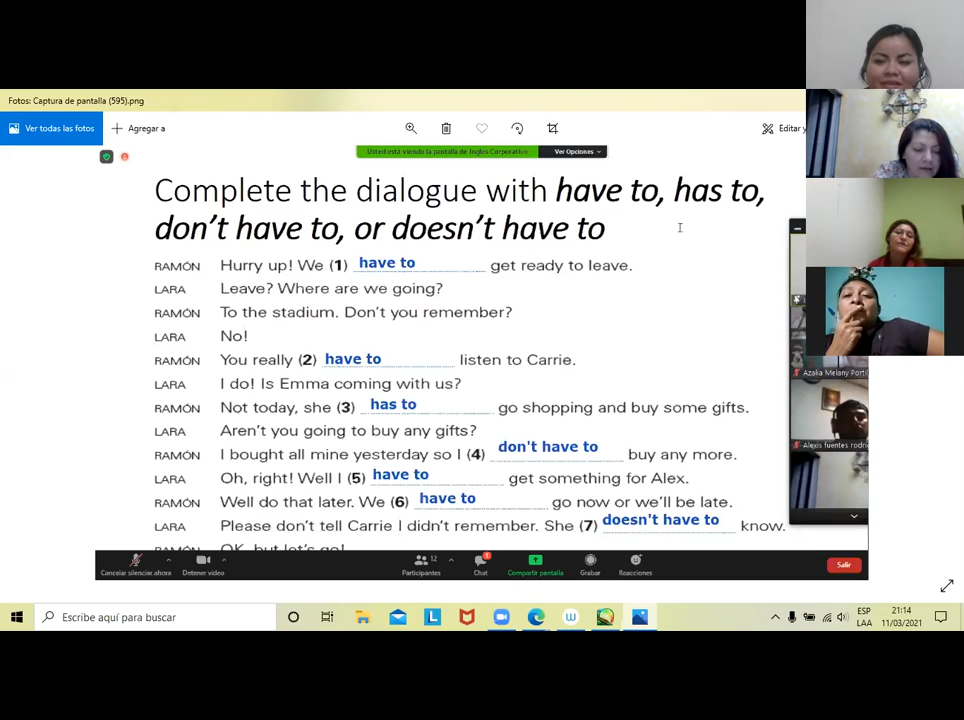 Fotos: Captura de pantalla (595).png
Ver todas las fotos
Agregar a
Editar y
Usted está viendo la pantalla de Ingles Corporativo
Ver Opciones
Complete the dialogue with have to, has to,
don't have to, or doesn't have to
RAMÓN Hurry up! We (1) have to get ready to leave.
LARA Leave? Where are we going?
RAMÓN To the stadium. Don't you remember?
LARA No!
RAMÓN You really (2) have to listen to Carrie.
LARA I do! Is Emma coming with us?
RAMÓN Not today, she (3) has to go shopping and buy some gifts.
LARA Aren't you going to buy any gifts?
RAMÓN I bought all mine yesterday so I (4) don't have to buy any more.
LARA Oh, right! Well I (5) have to get something for Alex.
RAMÓN Well do that later. We (6) have to go now or we'll be late.
LARA Please don't tell Carrie I didn't remember. She (7) doesn't have to know.
RAMÓN OK, but let's go!
Azalia Melany Porti
Alexis fuentes rodri
Cancelar silenciar ahora
Detener video
12
Participantes
Chat
Compartir pantalla
Grabar
Reacciones
Salir
Escribe aquí para buscar
ESP
LAA
21:14
11/03/2021